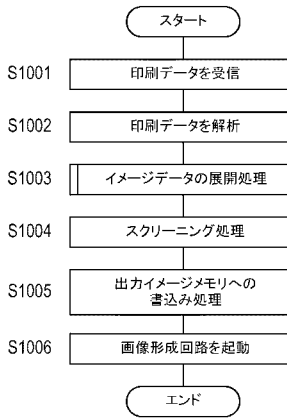 スタート
S1001 印刷データを受信
S1002 印刷データを解析
S1003 イメージデータの展開処理
S1004 スクリーニング処理
S1005 出力イメージメモリへの
書込み処理
S1006 画像形成回路を起動
エンド